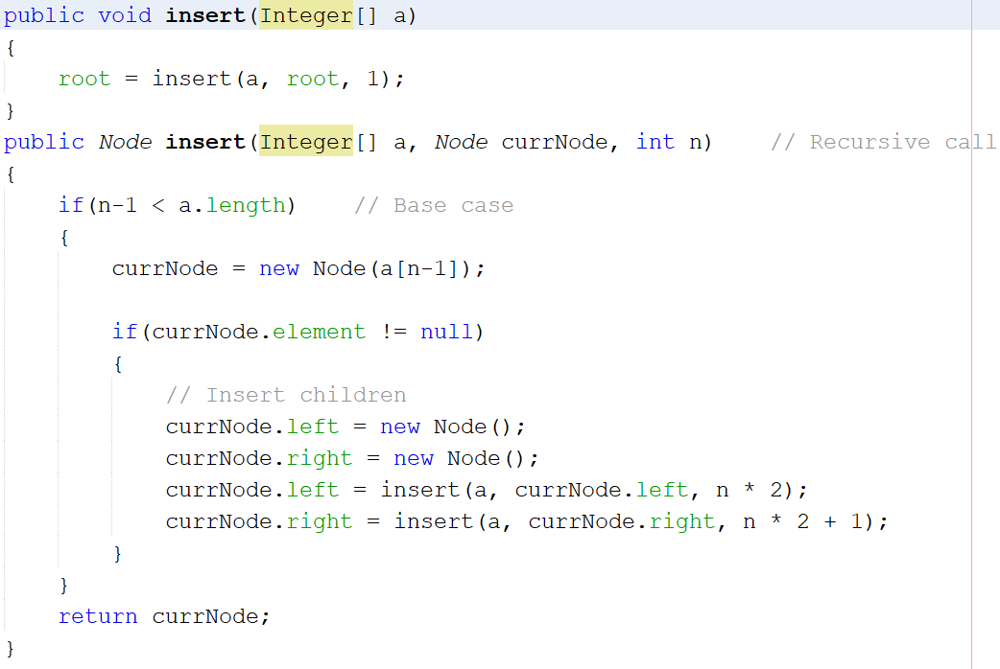 public void insert(Integer[] a)
{
    root = insert(a, root, 1);
}
public Node insert(Integer[] a, Node currNode, int n)    // Recursive call
{
    if(n-1 < a.length)    // Base case
    {
        currNode = new Node(a[n-1]);

        if(currNode.element != null)
        {
            // Insert children
            currNode.left = new Node();
            currNode.right = new Node();
            currNode.left = insert(a, currNode.left, n * 2);
            currNode.right = insert(a, currNode.right, n * 2 + 1);
        }
    }
    return currNode;
}